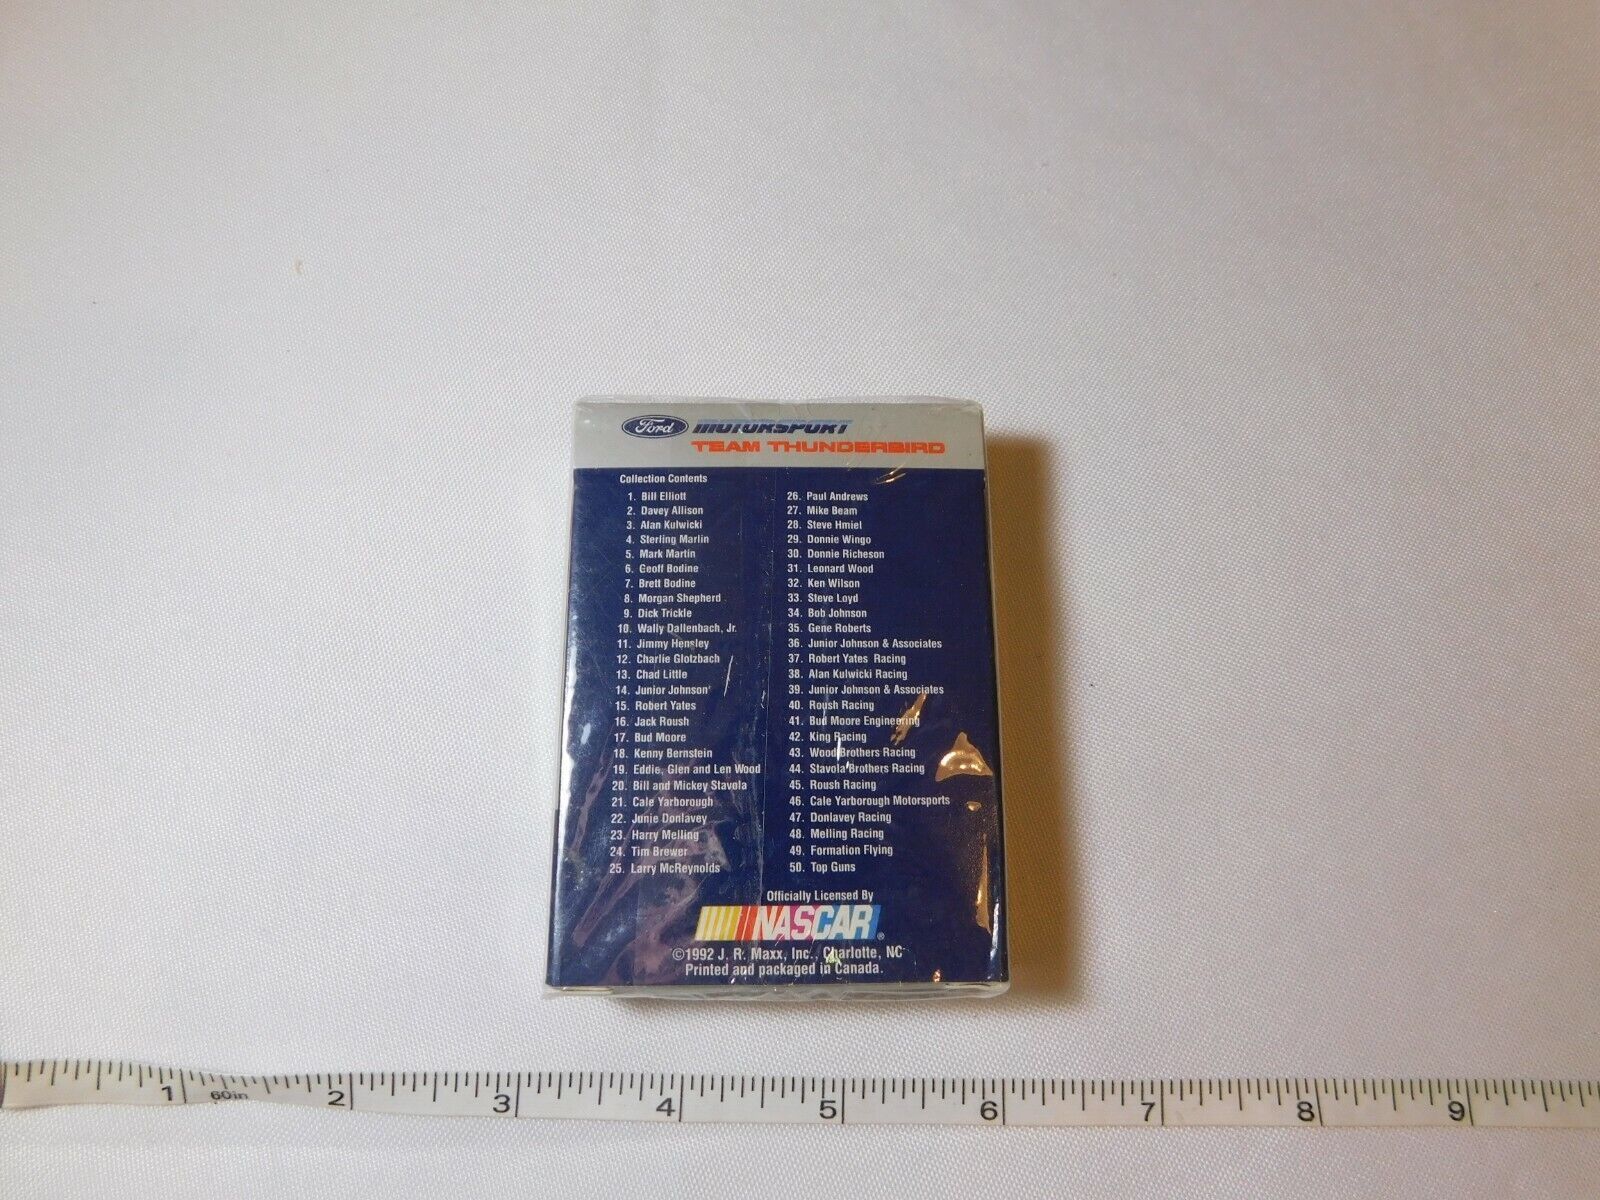 Ford MOTORSPORT
TEAM THUNDERBIRD
Collection Contents
1. Bill Elliott
2. Davey Allison
3. Alan Kulwicki
4. Sterling Marlin
5. Mark Martin
6. Geoff Bodine
7. Brett Bodine
8. Morgan Shepherd
9. Dick Trickle
10. Wally Dallenbach, Jr.
11. Jimmy Hensley
12. Charlie Glotzbach
13. Chad Little
14. Junior Johnson
15. Robert Yates
16. Jack Roush
17. Bud Moore
18. Kenny Bernstein
19. Eddie, Glen and Len Wood
20. Bill and Mickey Stavola
21. Cale Yarborough
22. Junie Donlavey
23. Harry Melling
24. Tim Brewer
25. Larry McReynolds
26. Paul Andrews
27. Mike Beam
28. Steve Hmiel
29. Donnie Wingo
30. Donnie Richeson
31. Leonard Wood
32. Ken Wilson
33. Steve Loyd
34. Bob Johnson
35. Gene Roberts
36. Junior Johnson & Associates
37. Robert Yates Racing
38. Alan Kulwicki Racing
39. Junior Johnson & Associates
40. Roush Racing
41. Bud Moore Engineering
42. King Racing
43. Wood Brothers Racing
44. Stavola Brothers Racing
45. Roush Racing
46. Cale Yarborough Motorsports
47. Donlavey Racing
48. Melling Racing
49. Formation Flying
50. Top Guns
Officially Licensed By
NASCAR®
©1992 J. R. Maxx, Inc., Charlotte, NC
Printed and packaged in Canada.
1 60in 2 3 4 5 6 7 8 9